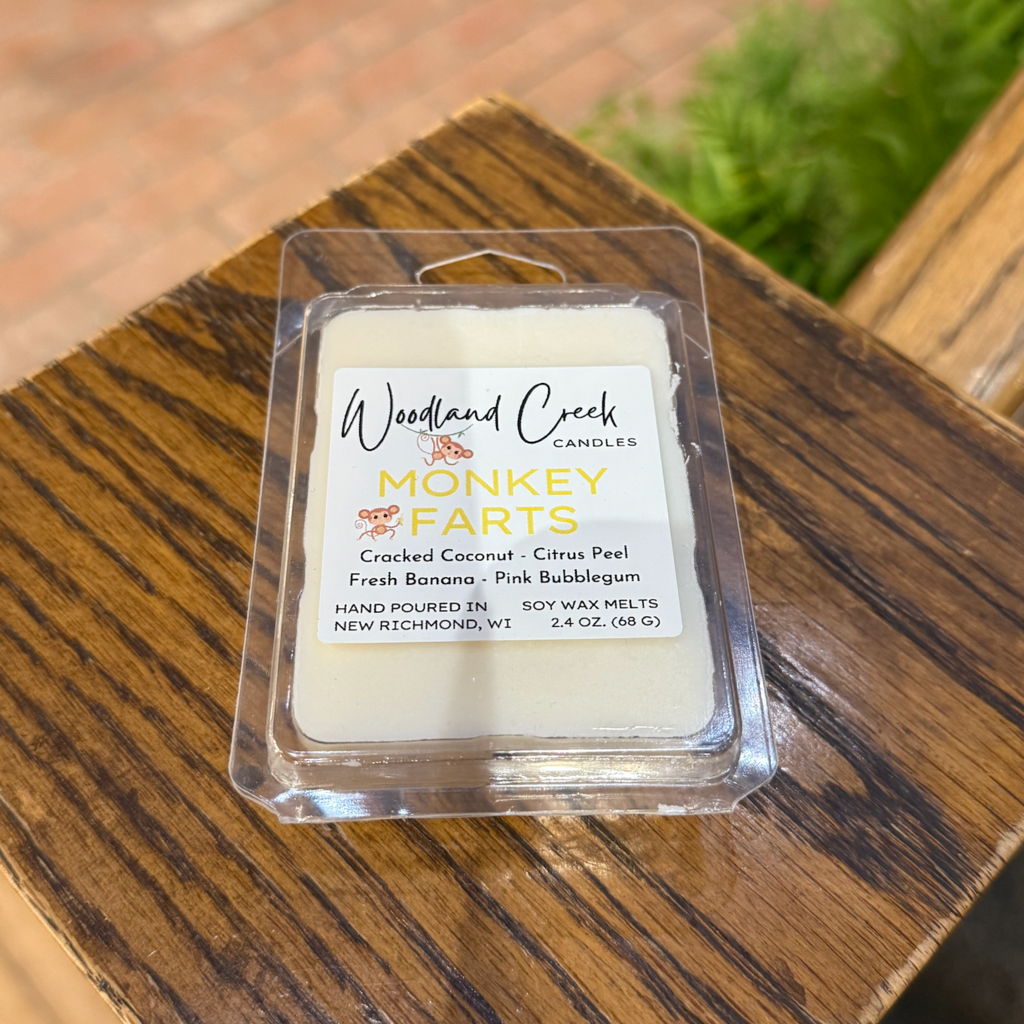 Woodland Creek
CANDLES
MONKEY
FARTS
Cracked Coconut - Citrus Peel
Fresh Banana - Pink Bubblegum
HAND POURED IN SOY WAX MELTS
NEW RICHMOND, WI 2.4 OZ. (68 G)